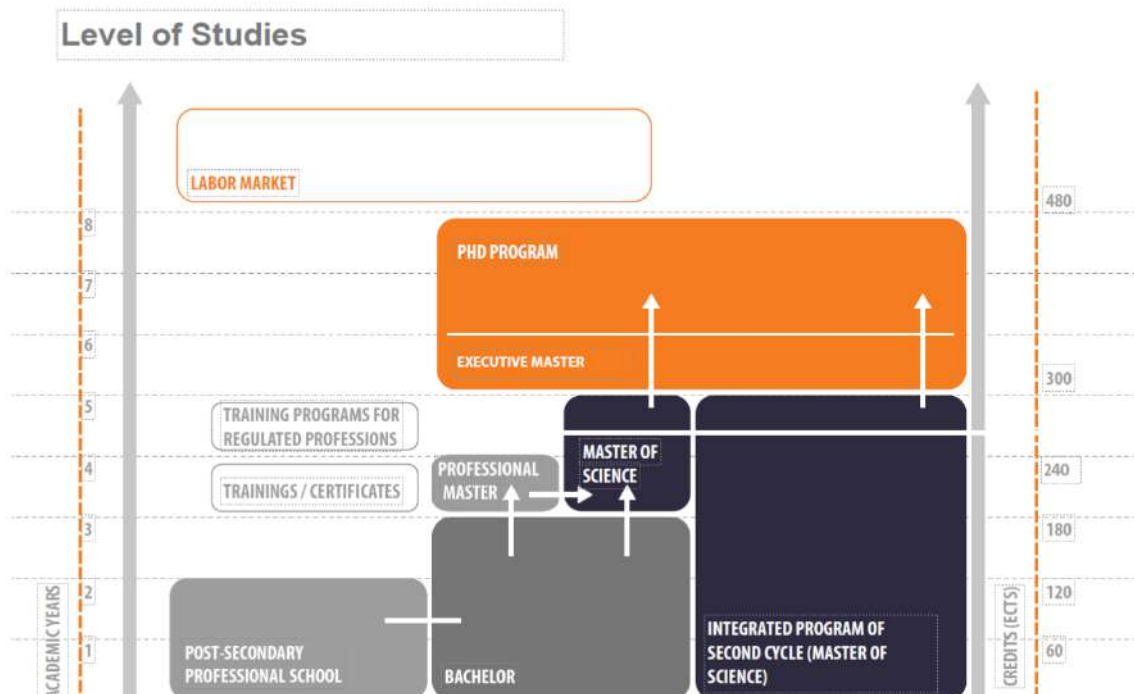 Level of Studies
LABOR MARKET
8
480
PHD PROGRAM
7
6
EXECUTIVE MASTER
300
5
TRAINING PROGRAMS FOR
REGULATED PROFESSIONS
4
PROFESSIONAL
MASTER
MASTER OF
SCIENCE
240
TRAININGS / CERTIFICATES
3
180
2
120
1
60
ACADEMIC YEARS
CREDITS (ECTS)
POST-SECONDARY
PROFESSIONAL SCHOOL
BACHELOR
INTEGRATED PROGRAM OF
SECOND CYCLE (MASTER OF
SCIENCE)